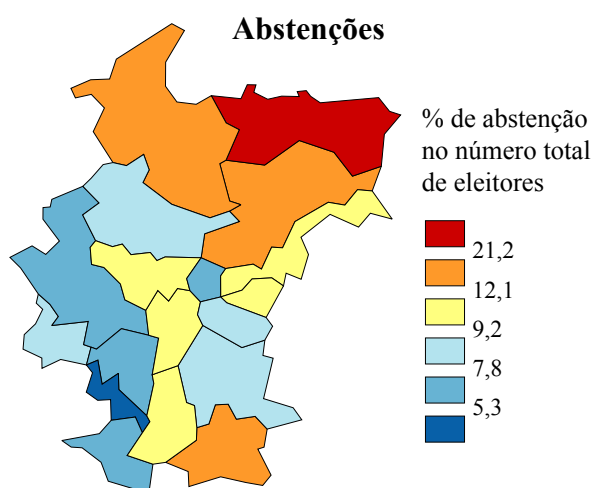 Abstenções
% de abstenção
no número total
de eleitores
21,2
12,1
9,2
7,8
5,3